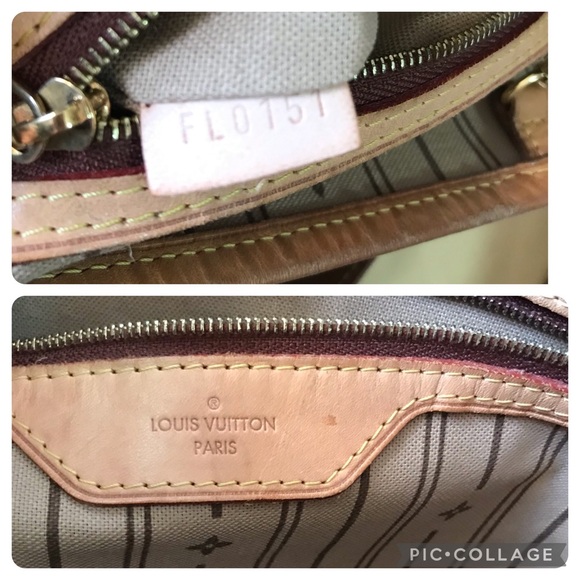 FL0151
®
LOUIS VUITTON
PARIS
PIC•COLLAGE